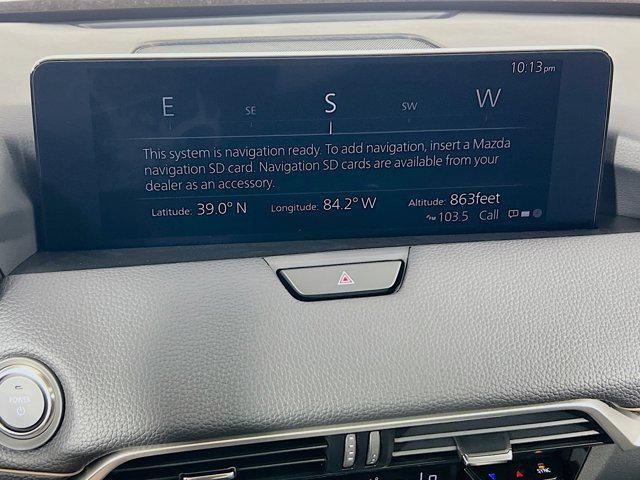 10:13pm
E SE S SW W
This system is navigation ready. To add navigation, insert a Mazda
navigation SD card. Navigation SD cards are available from your
dealer as an accessory.
Latitude: 39.0° N Longitude: 84.2° W Altitude: 863feet
FM 103.5 Call
POWER
SYNC